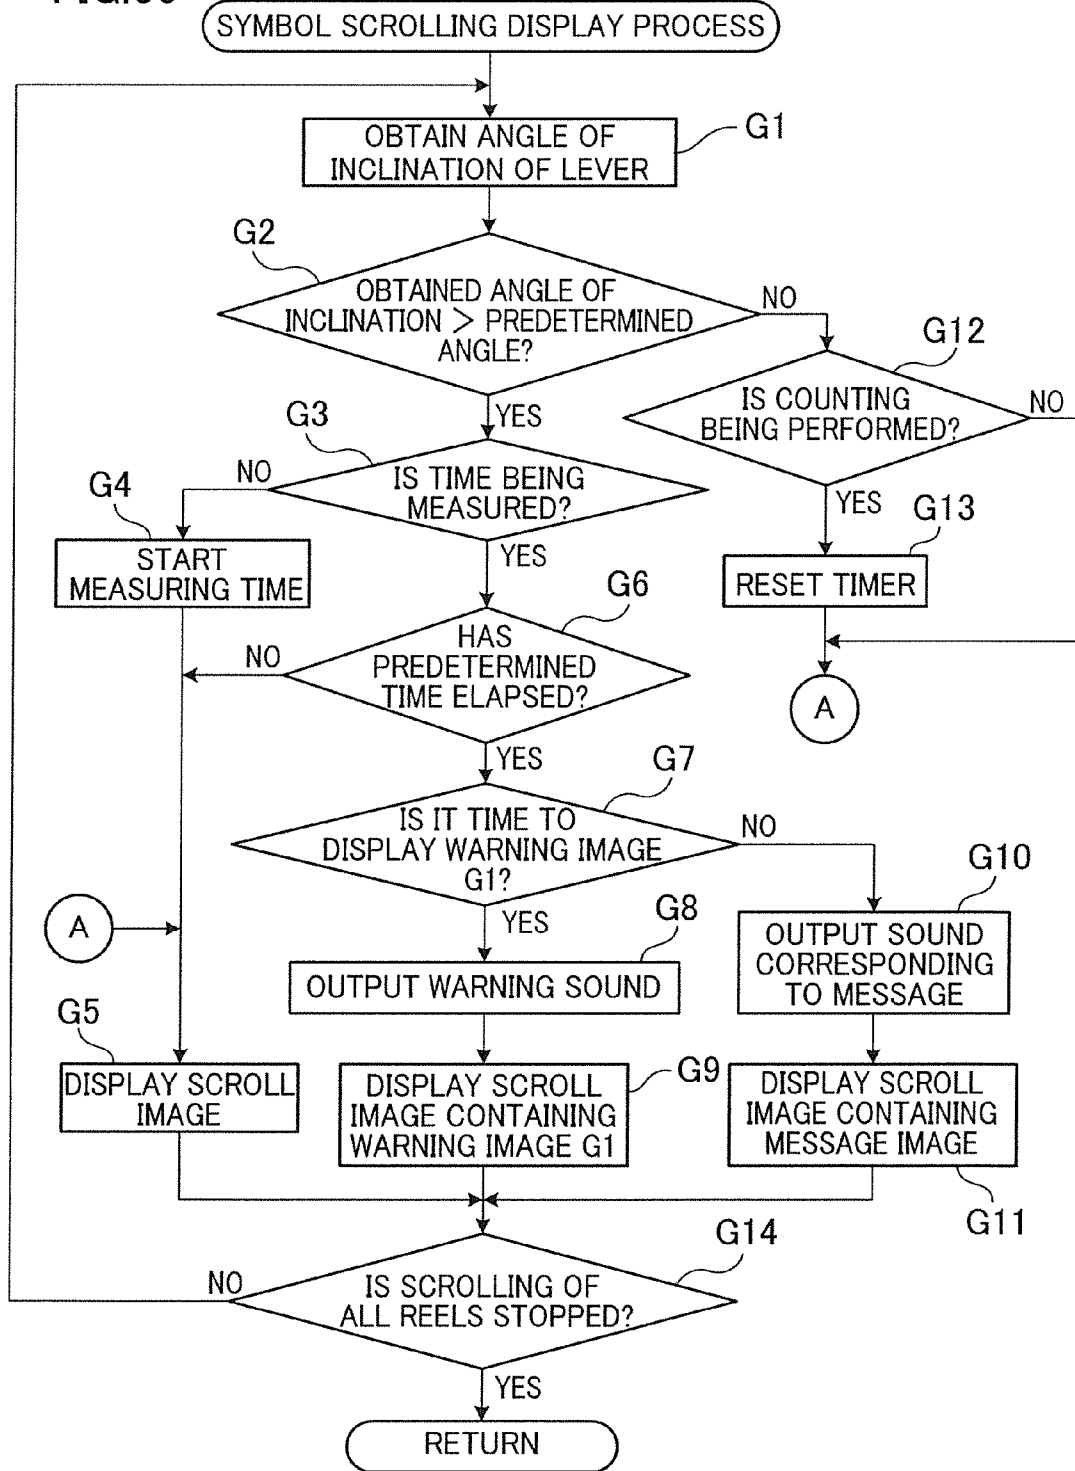 SYMBOL SCROLLING DISPLAY PROCESS
OBTAIN ANGLE OF
INCLINATION OF LEVER
G1
G2
OBTAINED ANGLE OF
INCLINATION > PREDETERMINED
ANGLE?
NO
YES
G12
IS COUNTING
BEING PERFORMED?
NO
YES
G3
IS TIME BEING
MEASURED?
NO
YES
G4
START
MEASURING TIME
G13
RESET TIMER
A
G6
HAS
PREDETERMINED
TIME ELAPSED?
NO
YES
G7
IS IT TIME TO
DISPLAY WARNING IMAGE
G1?
NO
YES
A
G8
OUTPUT WARNING SOUND
G10
OUTPUT SOUND
CORRESPONDING
TO MESSAGE
G5
DISPLAY SCROLL
IMAGE
G9
DISPLAY SCROLL
IMAGE CONTAINING
WARNING IMAGE G1
DISPLAY SCROLL
IMAGE CONTAINING
MESSAGE IMAGE
G11
G14
IS SCROLLING OF
ALL REELS STOPPED?
NO
YES
RETURN